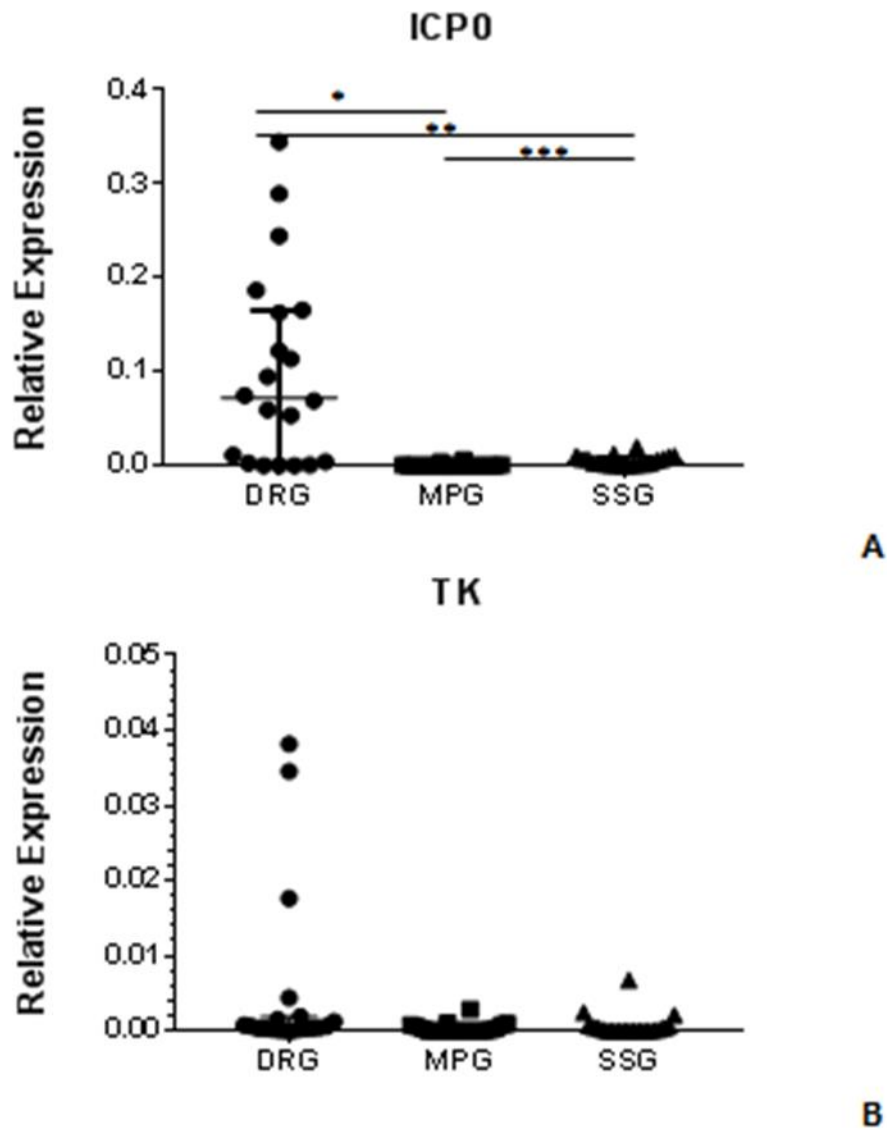 ICP0
Relative Expression
0.4
0.3
0.2
0.1
0.0
*
**
***
DRG MPG SSG
A
TK
Relative Expression
0.05
0.04
0.03
0.02
0.01
0.00
DRG MPG SSG
B